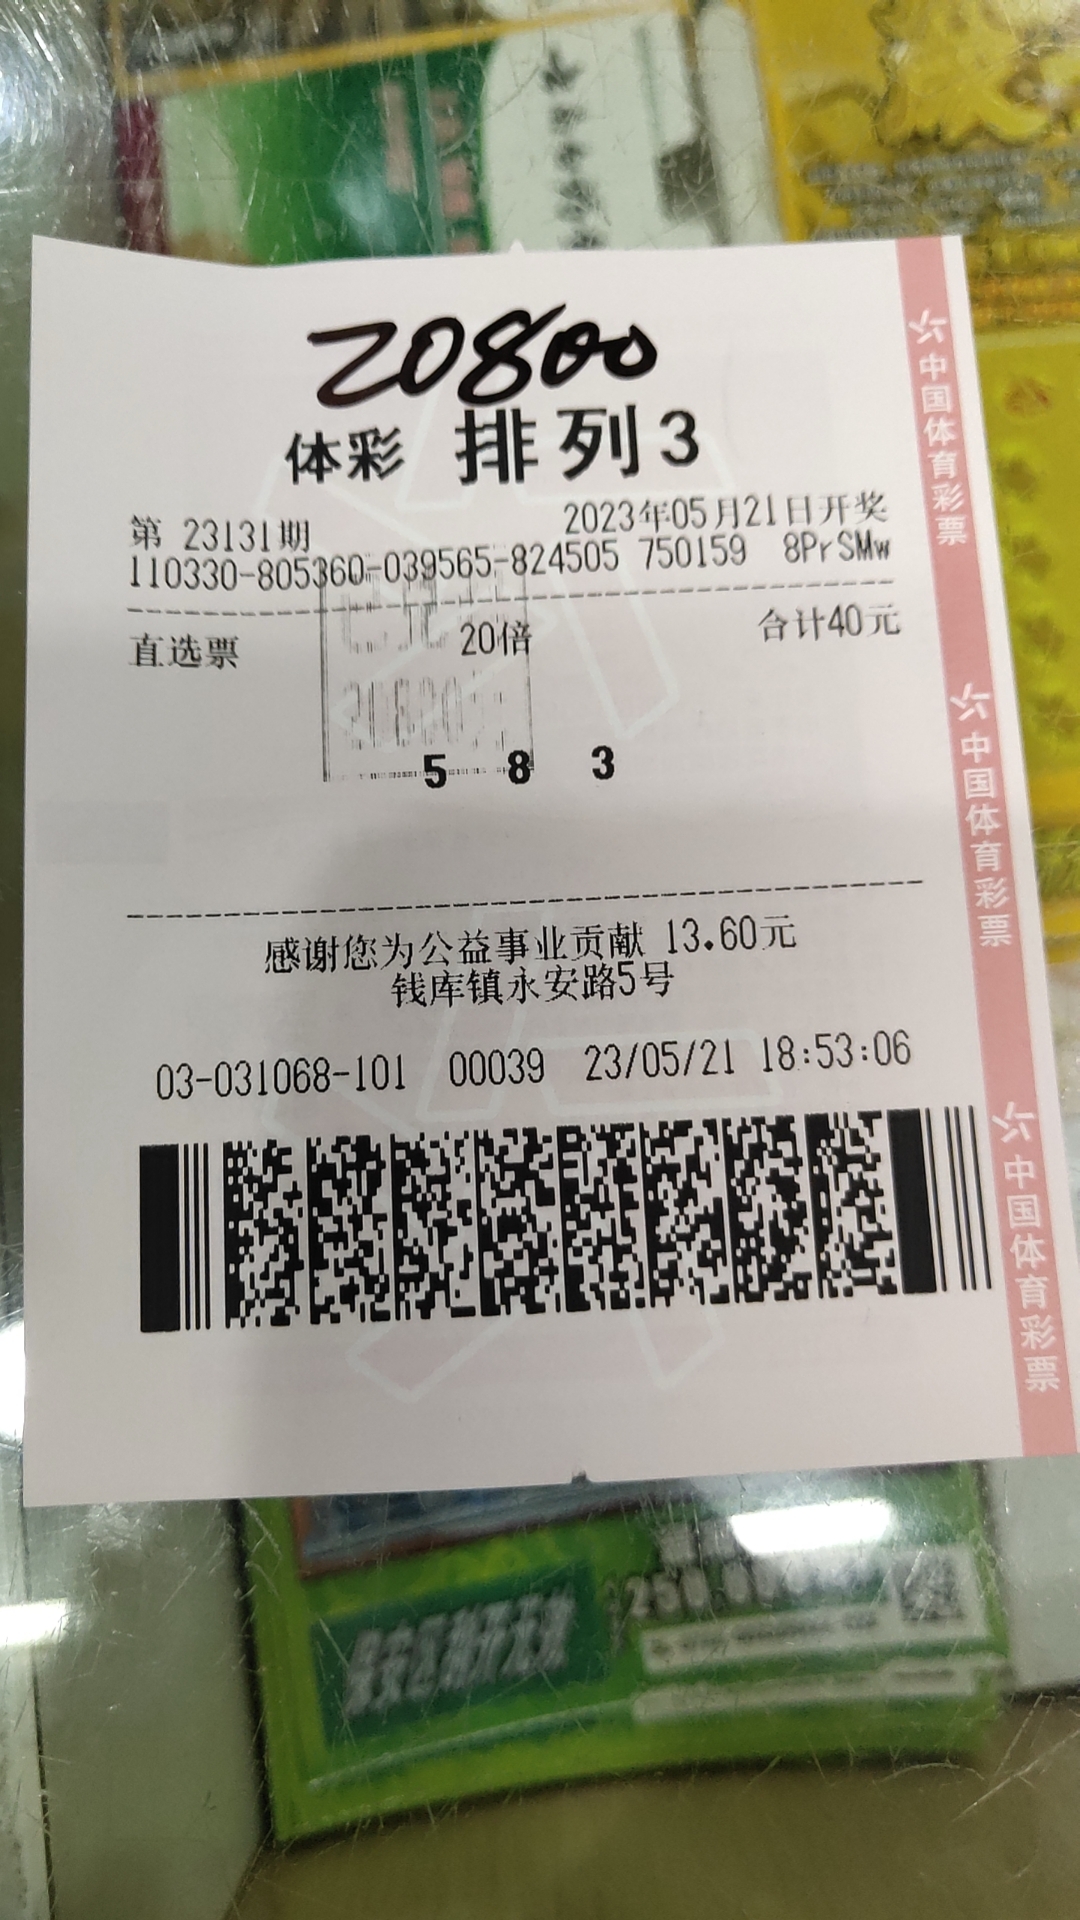 20800
体彩 排列3
第 23131期 2023年05月21日开奖
110330-805360-039565-824505 750159 8PrSMw
直选票 20倍 合计40元
5 8 3
感谢您为公益事业贡献 13.60元
钱库镇永安路5号
03-031068-101 00039 23/05/21 18:53:06
中国体育彩票
中国体育彩票
中国体育彩票